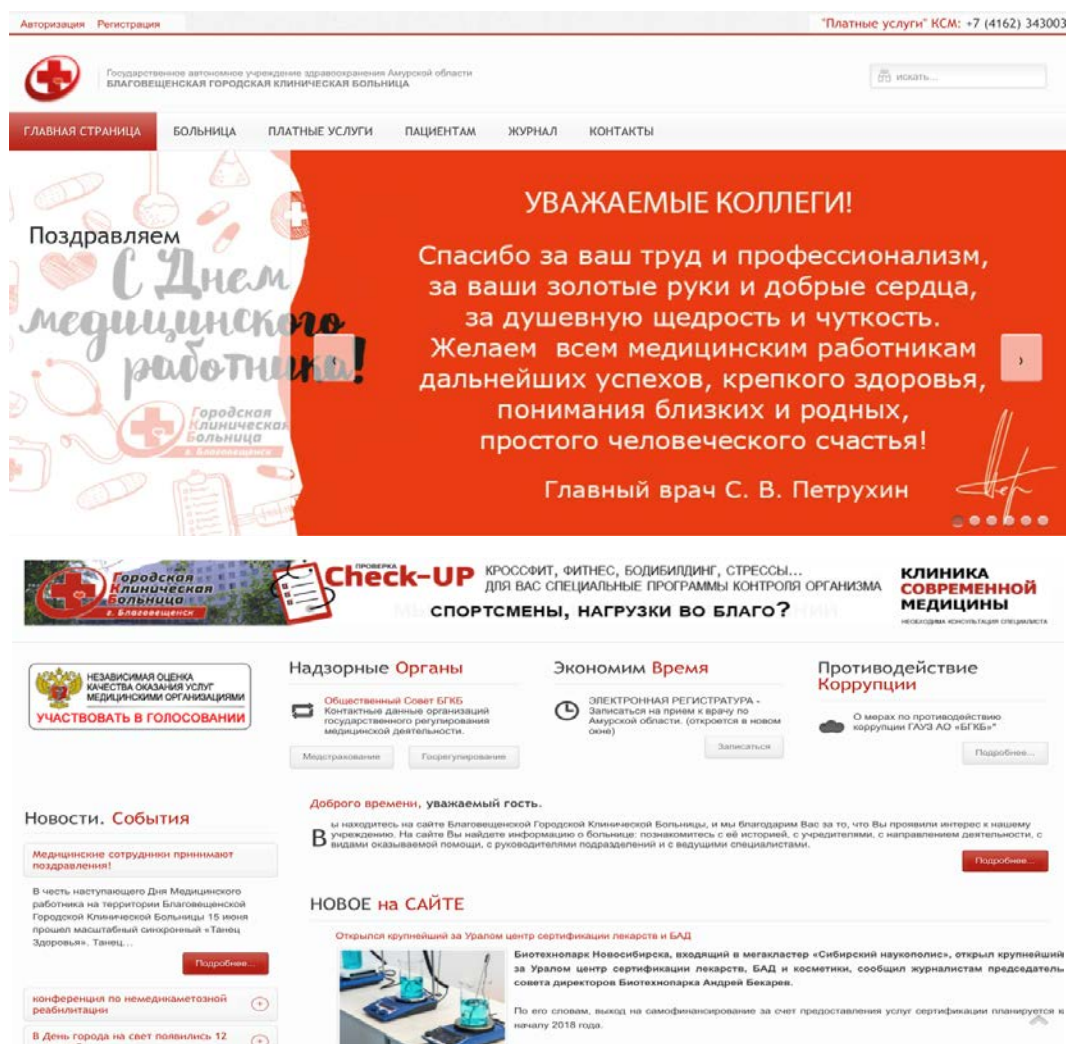 Авторизация Регистрация
"Платные услуги" КСМ: +7 (4162) 343003
Государственное автономное учреждение здравоохранения Амурской области
БЛАГОВЕЩЕНСКАЯ ГОРОДСКАЯ КЛИНИЧЕСКАЯ БОЛЬНИЦА
искать...
ГЛАВНАЯ СТРАНИЦА БОЛЬНИЦА ПЛАТНЫЕ УСЛУГИ ПАЦИЕНТАМ ЖУРНАЛ КОНТАКТЫ
Поздравляем
С Днем
медицинского
работника!
Городская
Клиническая
Больница
г. Благовещенск
УВАЖАЕМЫЕ КОЛЛЕГИ!
Спасибо за ваш труд и профессионализм,
за ваши золотые руки и добрые сердца,
за душевную щедрость и чуткость.
Желаем всем медицинским работникам
дальнейших успехов, крепкого здоровья,
понимания близких и родных,
простого человеческого счастья!
Главный врач С. В. Петрухин
Городская
Клиническая
Больница
г. Благовещенск
ПРОВЕРКА
Check-UP
КРОССФИТ, ФИТНЕС, БОДИБИЛДИНГ, СТРЕССЫ...
ДЛЯ ВАС СПЕЦИАЛЬНЫЕ ПРОГРАММЫ КОНТРОЛЯ ОРГАНИЗМА
СПОРТСМЕНЫ, НАГРУЗКИ ВО БЛАГО?
КЛИНИКА
СОВРЕМЕННОЙ
МЕДИЦИНЫ
НЕОБХОДИМА КОНСУЛЬТАЦИЯ СПЕЦИАЛИСТА
НЕЗАВИСИМАЯ ОЦЕНКА
КАЧЕСТВА ОКАЗАНИЯ УСЛУГ
МЕДИЦИНСКИМИ ОРГАНИЗАЦИЯМИ
УЧАСТВОВАТЬ В ГОЛОСОВАНИИ
Надзорные Органы
Общественный Совет БГКБ
Контактные данные организаций
государственного регулирования
медицинской деятельности.
Медстрахование Госрегулирование
Экономим Время
ЭЛЕКТРОННАЯ РЕГИСТРАТУРА -
Записаться на прием к врачу по
Амурской области. (откроется в новом
окне)
Записаться
Противодействие
Коррупции
О мерах по противодействию
коррупции ГАУЗ АО «БГКБ»"
Подробнее...
Новости. События
Медицинские сотрудники принимают
поздравления!
В честь наступающего Дня Медицинского
работника на территории Благовещенской
Городской Клинической Больницы 15 июня
прошел масштабный синхронный «Танец
Здоровья». Танец...
Подробнее...
конференция по немедикаметозной
реабилитации
В День города на свет появились 12
Доброго времени, уважаемый гость.
Вы находитесь на сайте Благовещенской Городской Клинической Больницы, и мы благодарим Вас за то, что Вы проявили интерес к нашему
учреждению. На сайте Вы найдете информацию о больнице: познакомитесь с её историей, с учредителями, с направлением деятельности, с
видами оказываемой помощи, с руководителями подразделений и с ведущими специалистами.
Подробнее...
НОВОЕ на САЙТЕ
Открылся крупнейший за Уралом центр сертификации лекарств и БАД
Биотехнопарк Новосибирска, входящий в мегакластер «Сибирский наукополис», открыл крупнейший
за Уралом центр сертификации лекарств, БАД и косметики, сообщил журналистам председатель
совета директоров Биотехнопарка Андрей Бекарев.
По его словам, выход на самофинансирование за счет предоставления услуг сертификации планируется к
началу 2018 года.